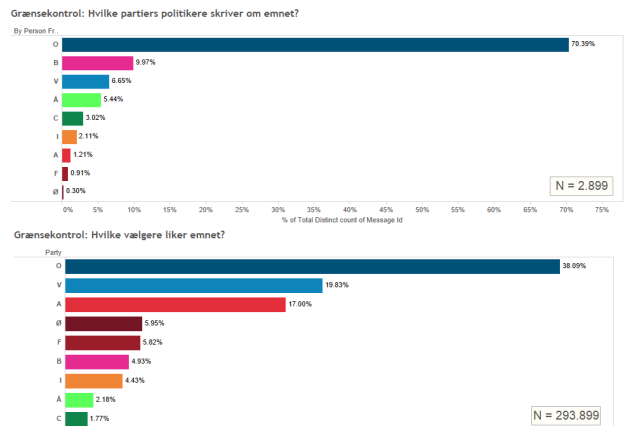 Grænsekontrol: Hvilke partiers politikere skriver om emnet?
By Person Fr..
O 70.39%
B 9.97%
V 6.65%
Å 5.44%
C 3.02%
I 2.11%
A 1.21%
F 0.91%
Ø 0.30%
N = 2.899
0% 5% 10% 15% 20% 25% 30% 35% 40% 45% 50% 55% 60% 65% 70% 75%
% of Total Distinct count of Message Id
Grænsekontrol: Hvilke vælgere liker emnet?
Party
O 38.09%
V 19.83%
A 17.00%
Ø 5.95%
F 5.82%
B 4.93%
I 4.43%
Å 2.18%
C 1.77%
N = 293.899